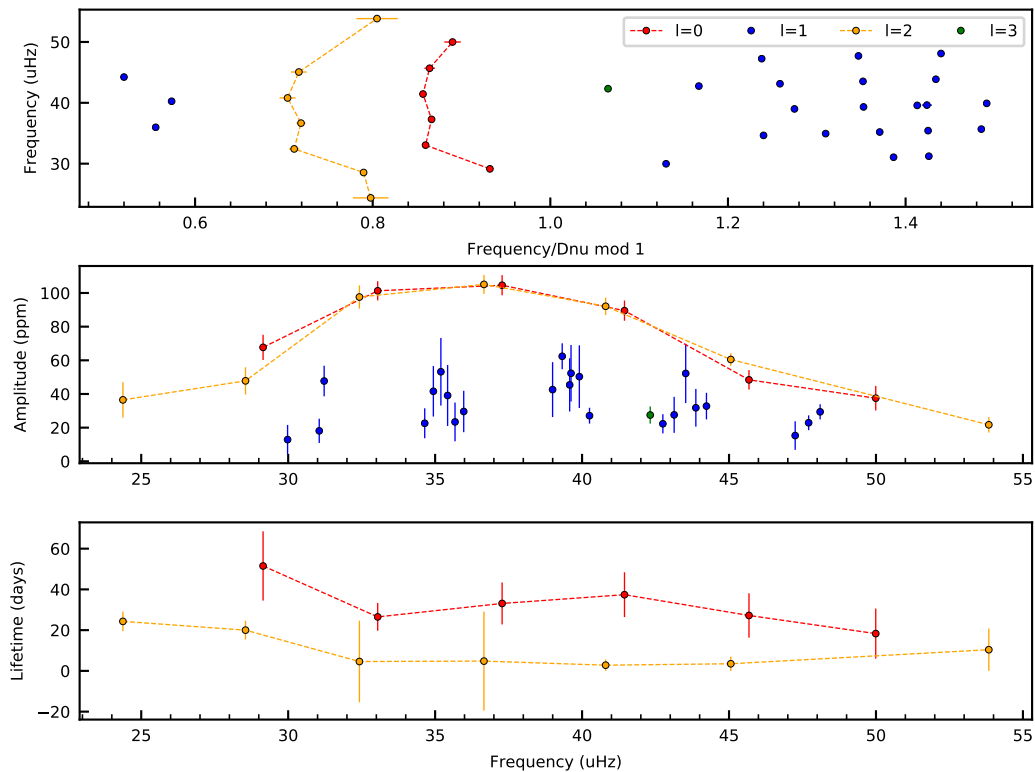 l=0 l=1 l=2 l=3
Frequency (uHz)
50
40
30
0.6 0.8 1.0 1.2 1.4
Frequency/Dnu mod 1
Amplitude (ppm)
100
80
60
40
20
0
25 30 35 40 45 50 55
Lifetime (days)
60
40
20
0
−20
25 30 35 40 45 50 55
Frequency (uHz)